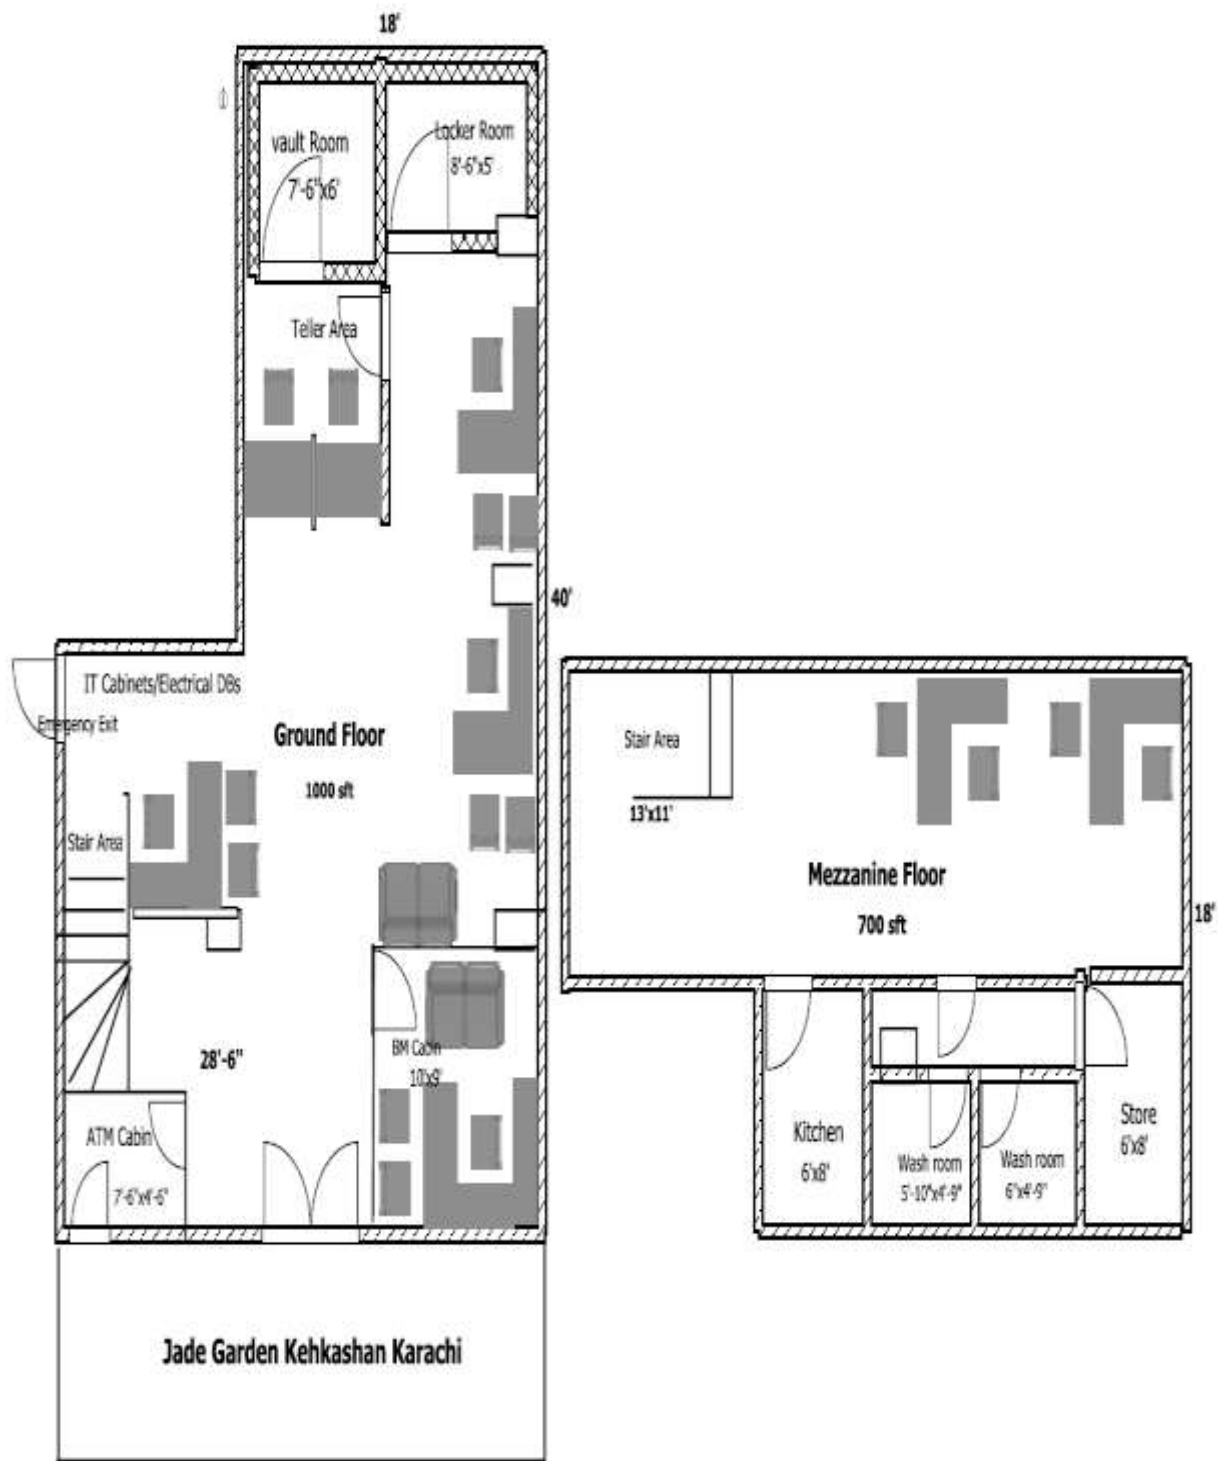 18'
vault Room
7'-6"x6'
Locker Room
8'-6"x5'
Teller Area
40'
IT Cabinets/Electrical DBs
Emergency Exit
Ground Floor
1000 sft
Stair Area
28'-6"
BM Cabin
10'x9'
ATM Cabin
7'-6"x4'-6"
Jade Garden Kehkashan Karachi
Stair Area
13'x11'
Mezzanine Floor
700 sft
18'
Kitchen
6'x8'
Wash room
5'-10"x4'-9"
Wash room
6"x4'-9"
Store
6'x8'